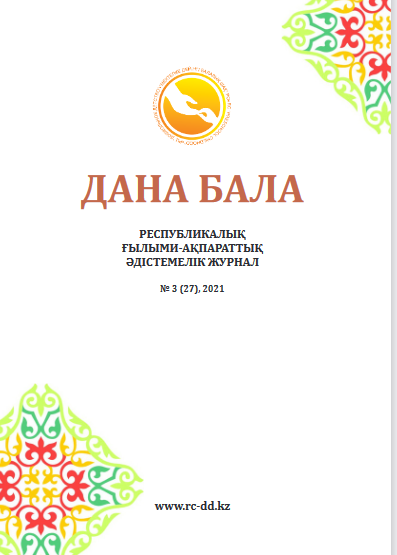 ДАНА БАЛА
РЕСПУБЛИКАЛЫҚ
ҒЫЛЫМИ-АҚПАРАТТЫҚ
ӘДІСТЕМЕЛІК ЖУРНАЛ
№ 3 (27), 2021
www.rc-dd.kz